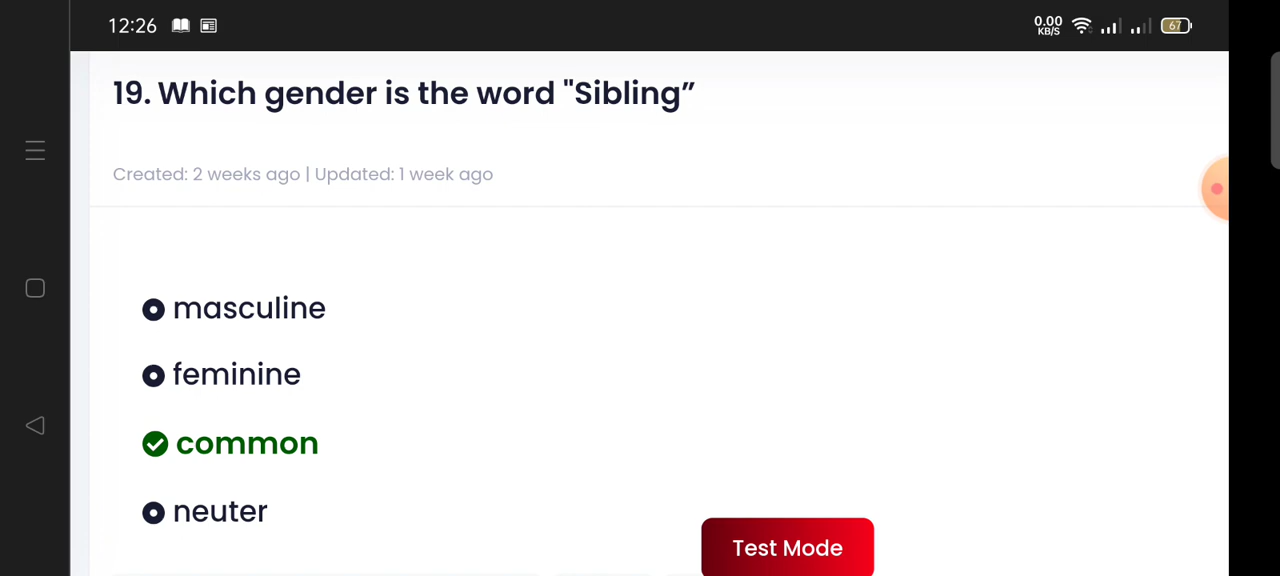 12:26
0.00
KB/S
67
19. Which gender is the word "Sibling”
Created: 2 weeks ago | Updated: 1 week ago
masculine
feminine
common
neuter
Test Mode